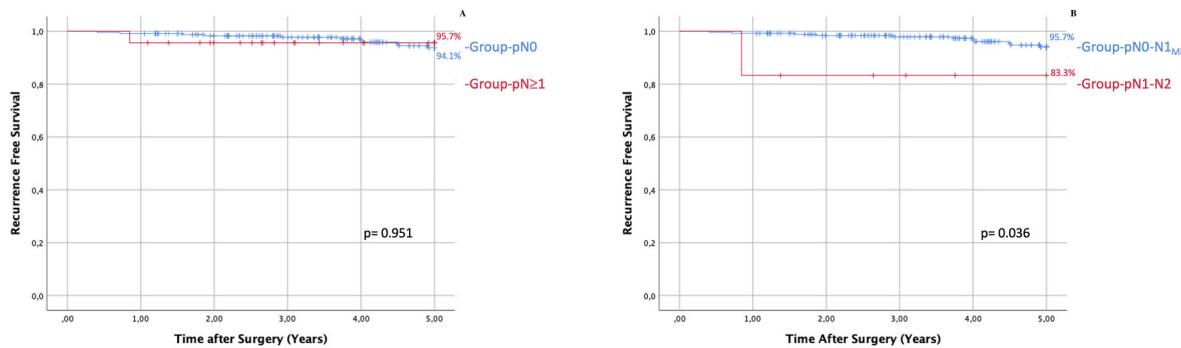 A
Recurrence Free Survival
1,0
0,8
0,6
0,4
0,2
0,0
,00
1,00
2,00
3,00
4,00
5,00
Time after Surgery (Years)
95.7%
94.1%
-Group-pN0
-Group-pN≥1
p= 0.951
B
Recurrence Free Survival
1,0
0,8
0,6
0,4
0,2
0,0
,00
1,00
2,00
3,00
4,00
5,00
Time After Surgery (Years)
95.7%
83.3%
-Group-pN0-N1MI
-Group-pN1-N2
p= 0.036